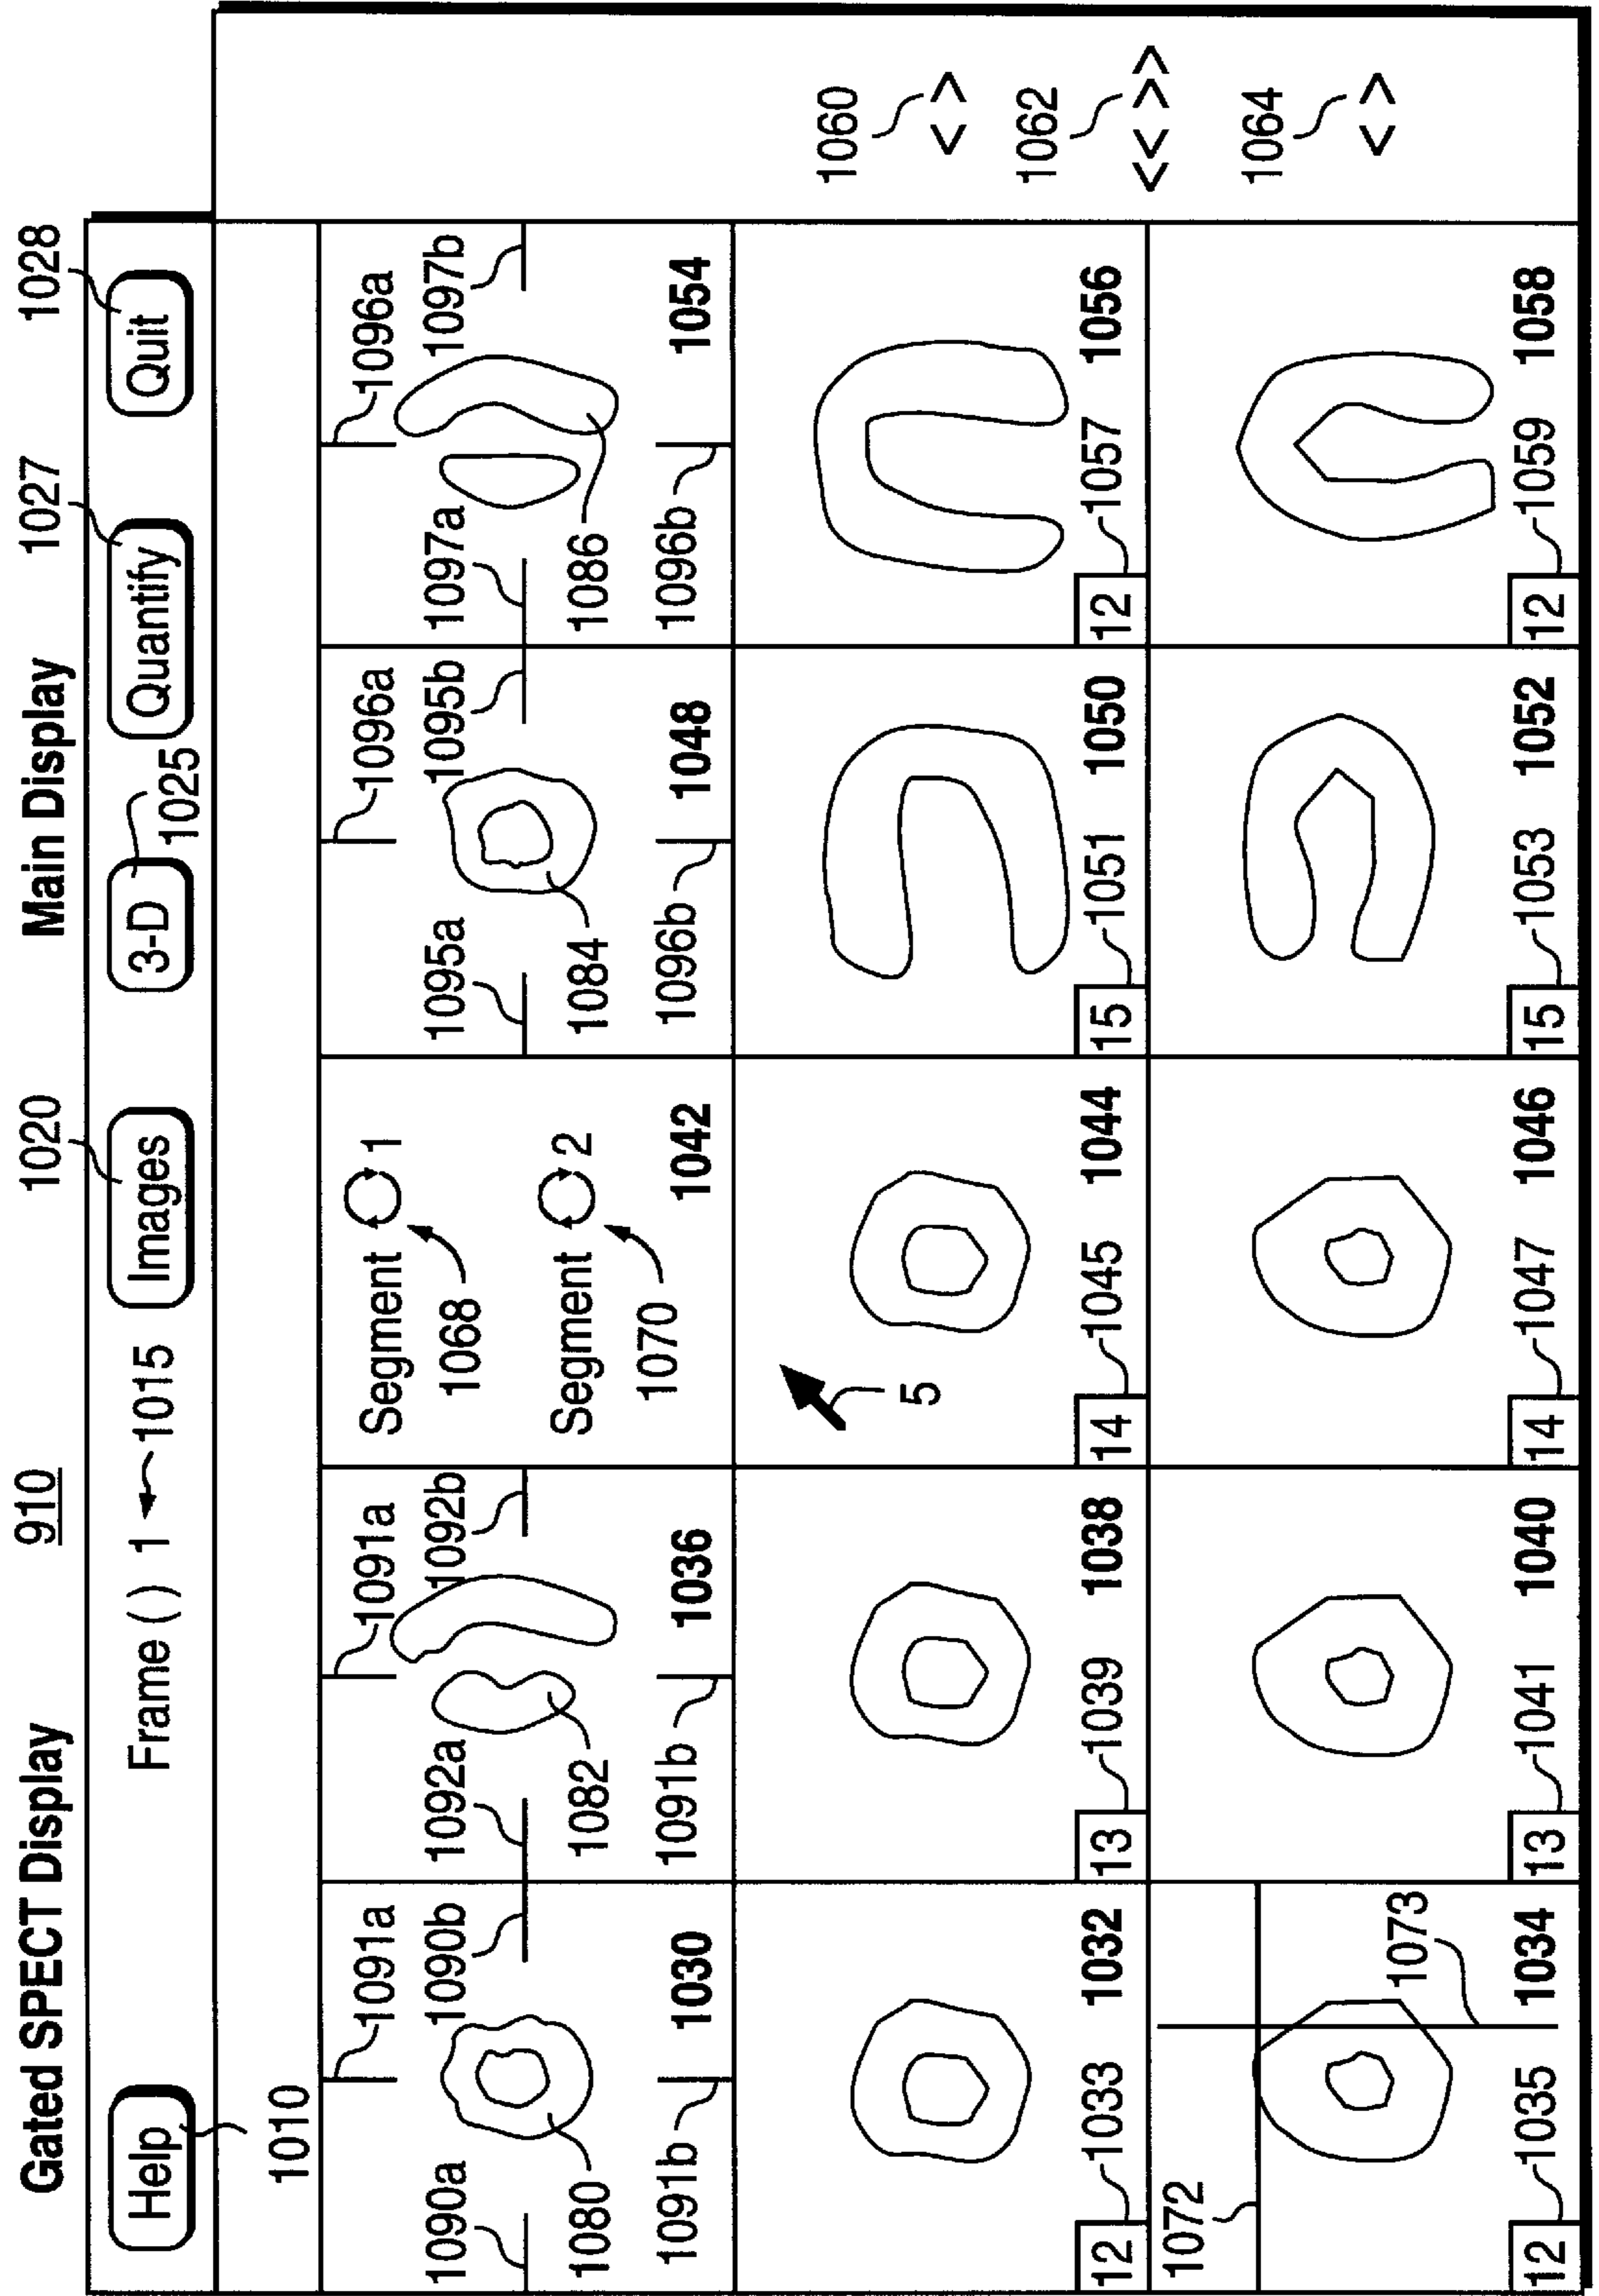 910
Gated SPECT Display Main Display
1020 1027 1028
Help Frame ( ) 1 1015 Images 3-D Quantify Quit
1025
1010
1091a 1091a Segment 1 1096a 1096a
1090a 1090b 1092a 1092b 1068 1095a 1095b 1097a 1097b
1080 1082 Segment 2 1084 1086
1091b 1030 1091b 1036 1070 1042 1096b 1048 1096b 1054
1060
< >
5
1062
<< >>
12 1033 1032 13 1039 1038 14 1045 1044 15 1051 1050 12 1057 1056
1072
1064
< >
1073
12 1035 1034 13 1041 1040 14 1047 1046 15 1053 1052 12 1059 1058